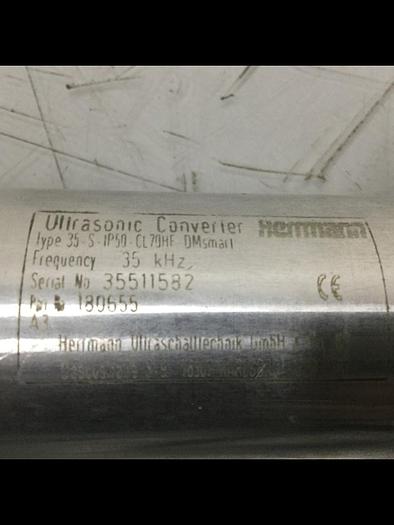 Ultrasonic Converter Herrmann
Type 35-S-IP50-CL70HF DMsmart
Frequency 35 kHz,
Serial No 35511582 CE
180655
A3
Herrmann Ultraschalltechnik GmbH